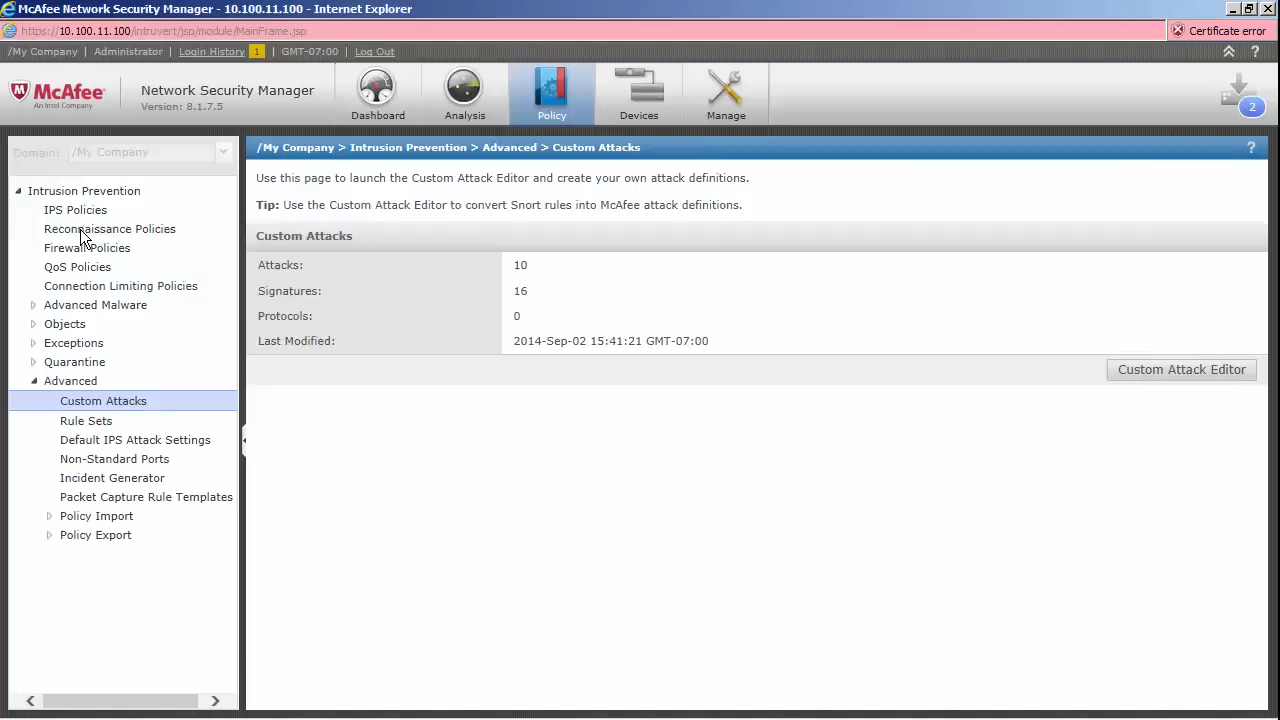 McAfee Network Security Manager - 10.100.11.100 - Internet Explorer
https://10.100.11.100/intruvert/jsp/module/MainFrame.jsp
Certificate error
/My Company | Administrator | Login History 1 | GMT-07:00 | Log Out
?
McAfee
An Intel Company
Network Security Manager
Version: 8.1.7.5
Dashboard
Analysis
Policy
Devices
Manage
2
Domain: /My Company
Intrusion Prevention
IPS Policies
Reconnaissance Policies
Firewall Policies
QoS Policies
Connection Limiting Policies
Advanced Malware
Objects
Exceptions
Quarantine
Advanced
Custom Attacks
Rule Sets
Default IPS Attack Settings
Non-Standard Ports
Incident Generator
Packet Capture Rule Templates
Policy Import
Policy Export
/My Company > Intrusion Prevention > Advanced > Custom Attacks
?
Use this page to launch the Custom Attack Editor and create your own attack definitions.
Tip: Use the Custom Attack Editor to convert Snort rules into McAfee attack definitions.
Custom Attacks
Attacks: 10
Signatures: 16
Protocols: 0
Last Modified: 2014-Sep-02 15:41:21 GMT-07:00
Custom Attack Editor